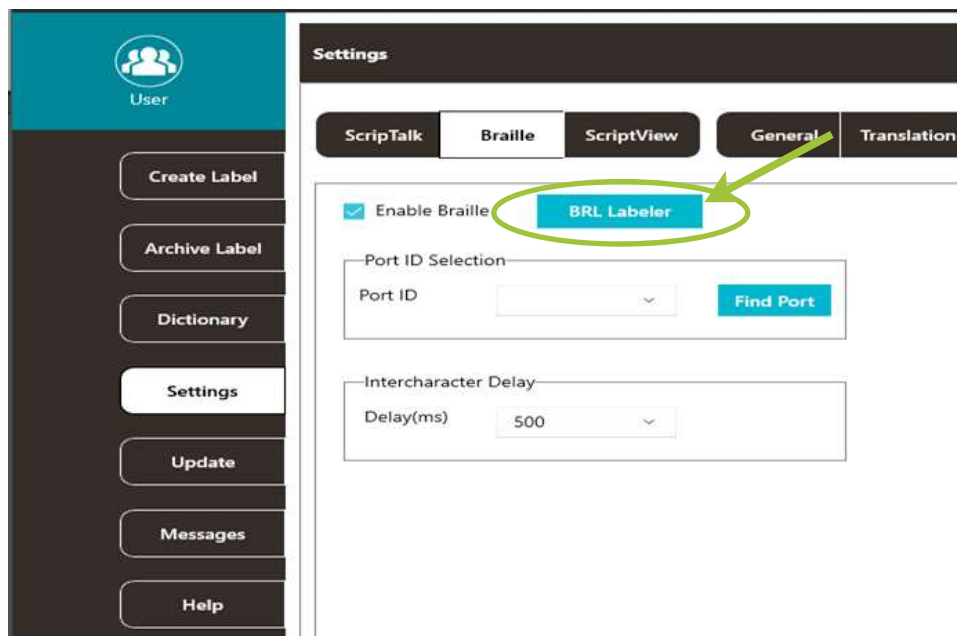 User
Create Label
Archive Label
Dictionary
Settings
Update
Messages
Help
Settings
ScripTalk Braille ScriptView General Translation
Enable Braille BRL Labeler
Port ID Selection
Port ID Find Port
Intercharacter Delay
Delay(ms) 500